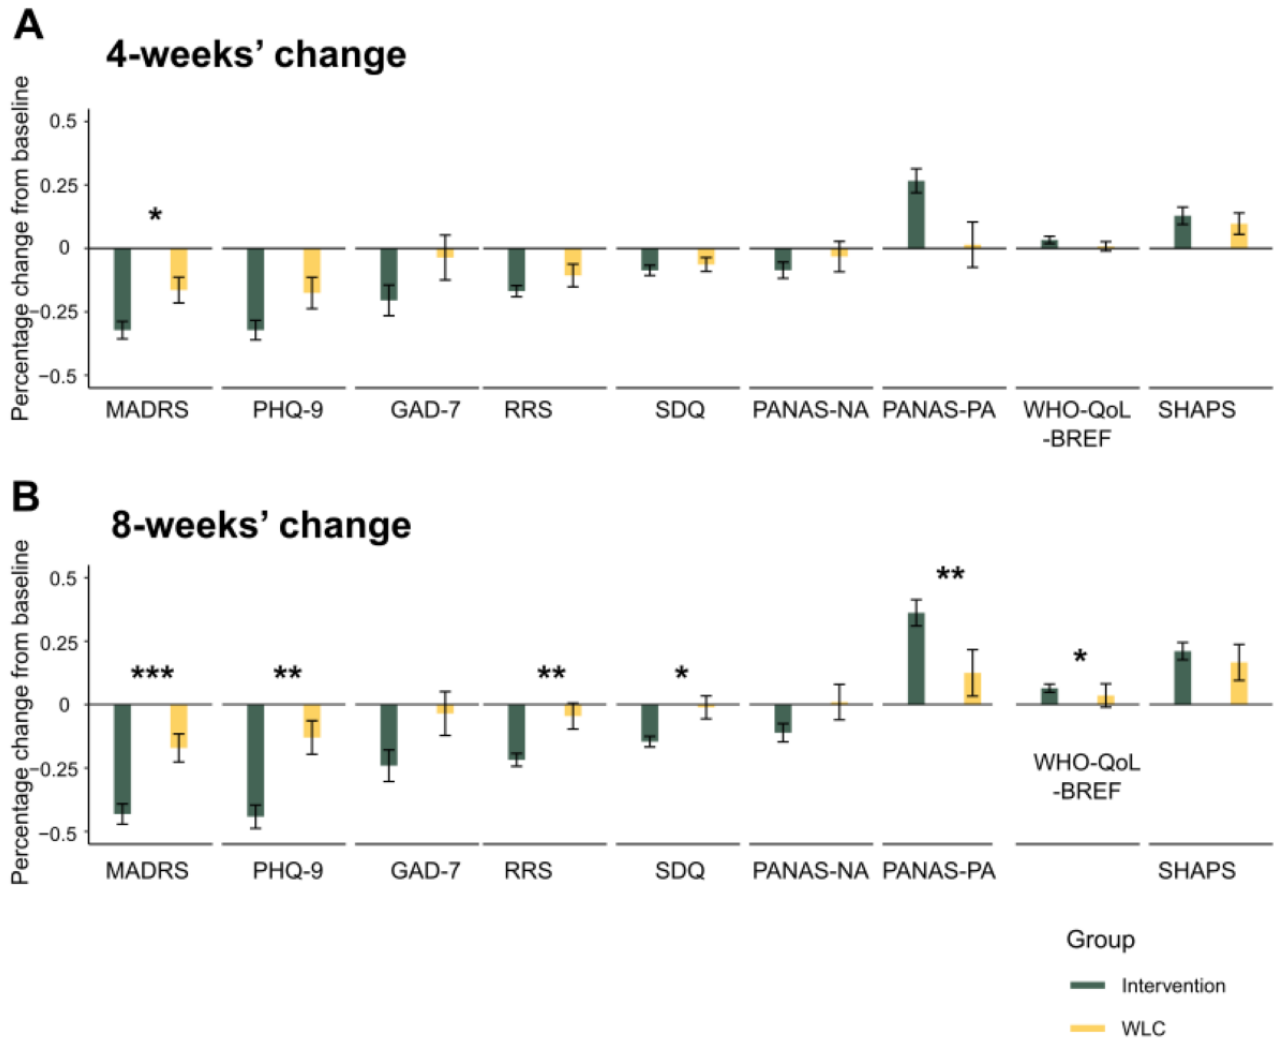 A
4-weeks’ change
Percentage change from baseline
0.5
0.25
0
−0.25
−0.5
*
MADRS PHQ-9 GAD-7 RRS SDQ PANAS-NA PANAS-PA WHO-QoL SHAPS
-BREF
B
8-weeks’ change
Percentage change from baseline
0.5
0.25
0
−0.25
−0.5
*** ** ** * ** *
WHO-QoL
-BREF
MADRS PHQ-9 GAD-7 RRS SDQ PANAS-NA PANAS-PA SHAPS
Group
Intervention
WLC